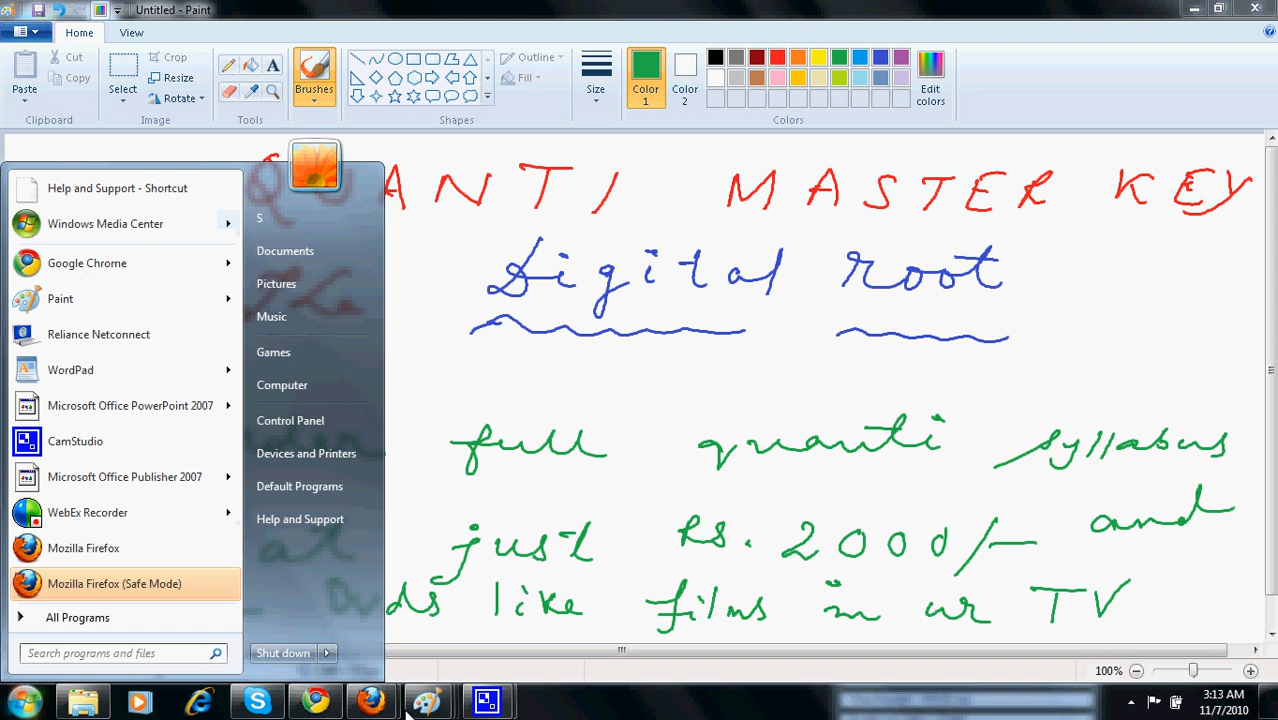 Untitled - Paint
Home
View
Paste
Cut
Copy
Clipboard
Select
Crop
Resize
Rotate
Image
Tools
Brushes
Outline
Fill
Shapes
Size
Color 1
Color 2
Edit colors
Colors
QUANTI MASTER KEY
Digital root
full quanti syllabus
at just Rs. 2000/- and
like films in ur TV
Help and Support - Shortcut
Windows Media Center
Google Chrome
Paint
Reliance Netconnect
WordPad
Microsoft Office PowerPoint 2007
CamStudio
Microsoft Office Publisher 2007
WebEx Recorder
Mozilla Firefox
Mozilla Firefox (Safe Mode)
All Programs
Search programs and files
S
Documents
Pictures
Music
Games
Computer
Control Panel
Devices and Printers
Default Programs
Help and Support
Shut down
100%
3:13 AM
11/7/2010